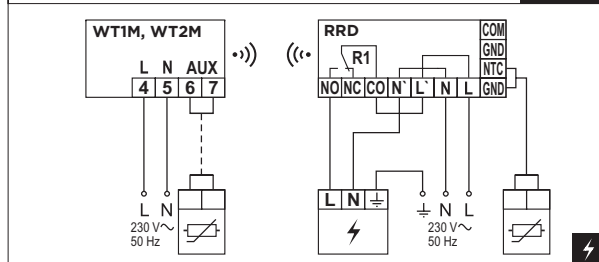 WT1M, WT2M
L N AUX
4 5 6 7
L N
230 V~
50 Hz
RRD
R1
COM
GND
NTC
GND
NO NC CO N` L` N L
L N
N L
230 V~
50 Hz